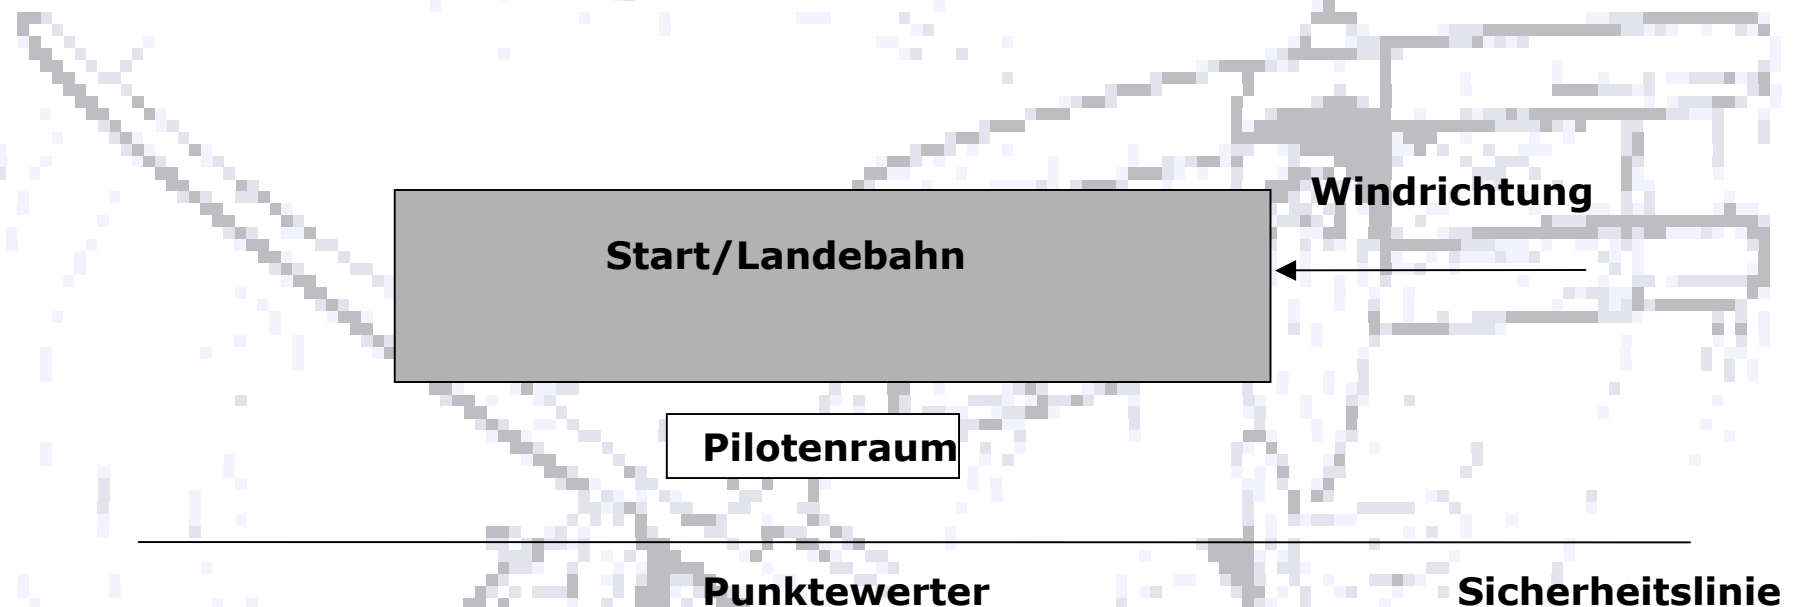 Windrichtung
Start/Landebahn
Pilotenraum
Punktewerter
Sicherheitslinie